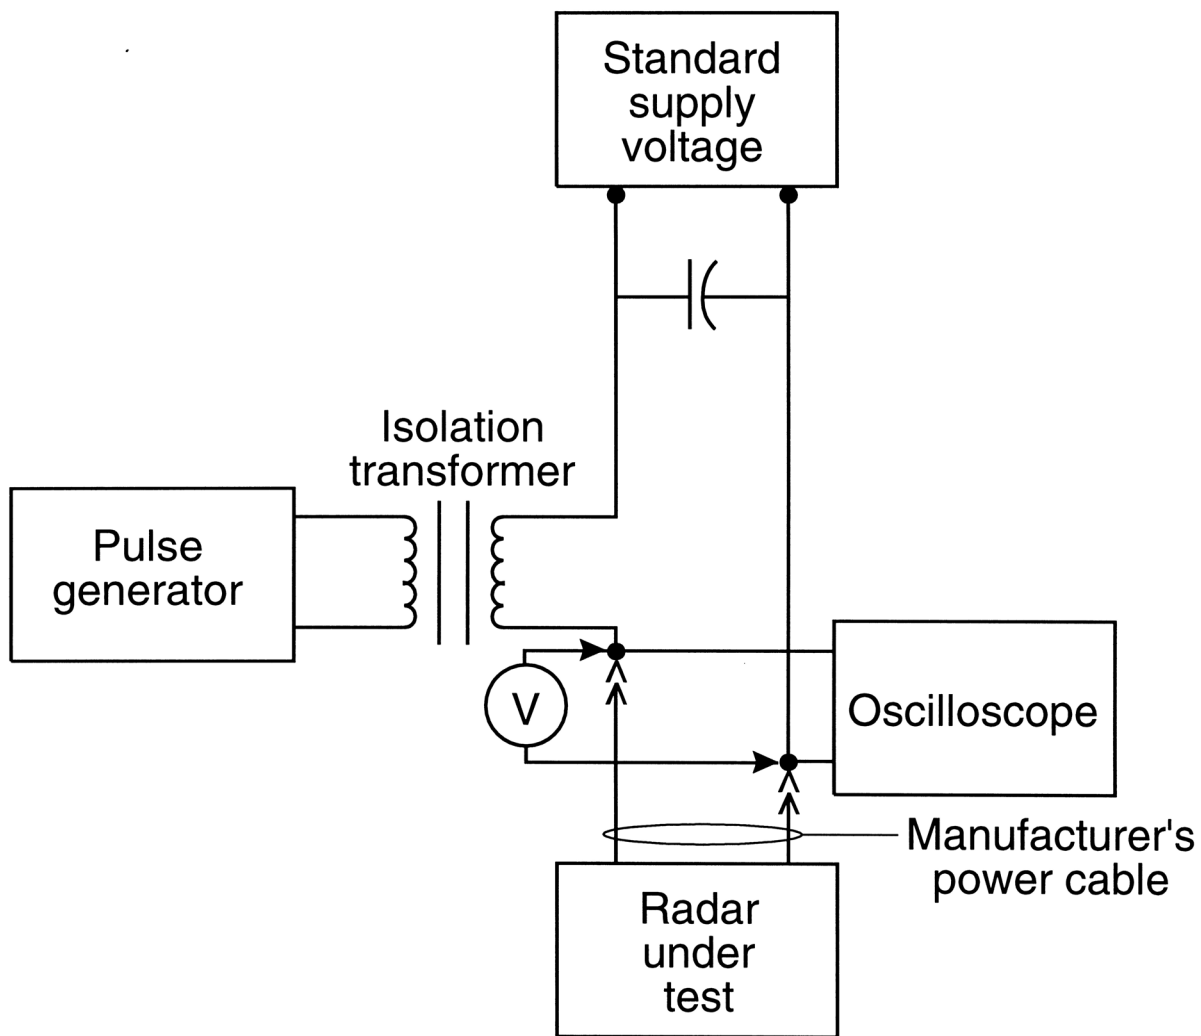 Standard
supply
voltage
Isolation
transformer
Pulse
generator
V
Oscilloscope
Manufacturer's
power cable
Radar
under
test